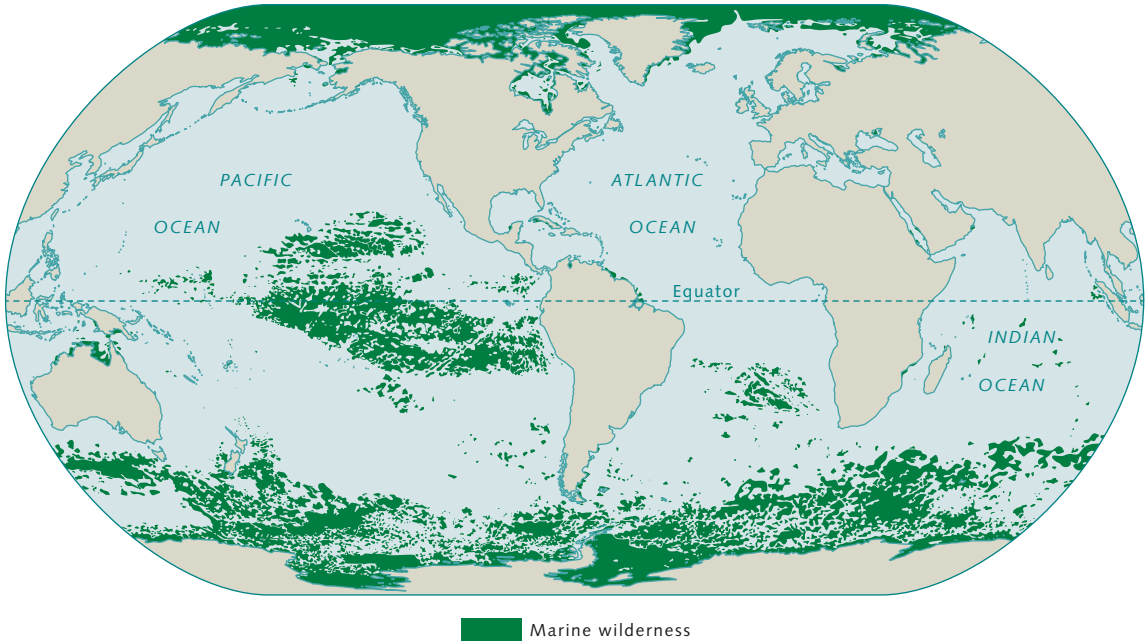 PACIFIC
OCEAN
ATLANTIC
OCEAN
Equator
INDIAN
OCEAN
Marine wilderness